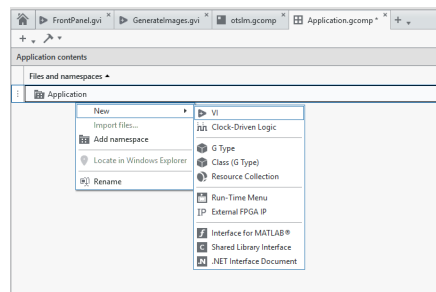 FrontPanel.gvi × GenerateImages.gvi × otslm.gcomp × Application.gcomp * ×
Application contents
Files and namespaces
Application
New
Import files...
Add namespace
Locate in Windows Explorer
Rename
VI
hh Clock-Driven Logic
G Type
Class (G Type)
Resource Collection
Run-Time Menu
IP External FPGA IP
f Interface for MATLAB®
C Shared Library Interface
.N .NET Interface Document